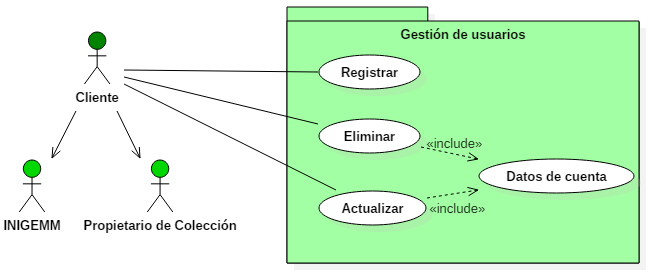 Gestión de usuarios
Registrar
Cliente
Eliminar
«include»
Datos de cuenta
Actualizar
«include»
INIGEMM
Propietario de Colección